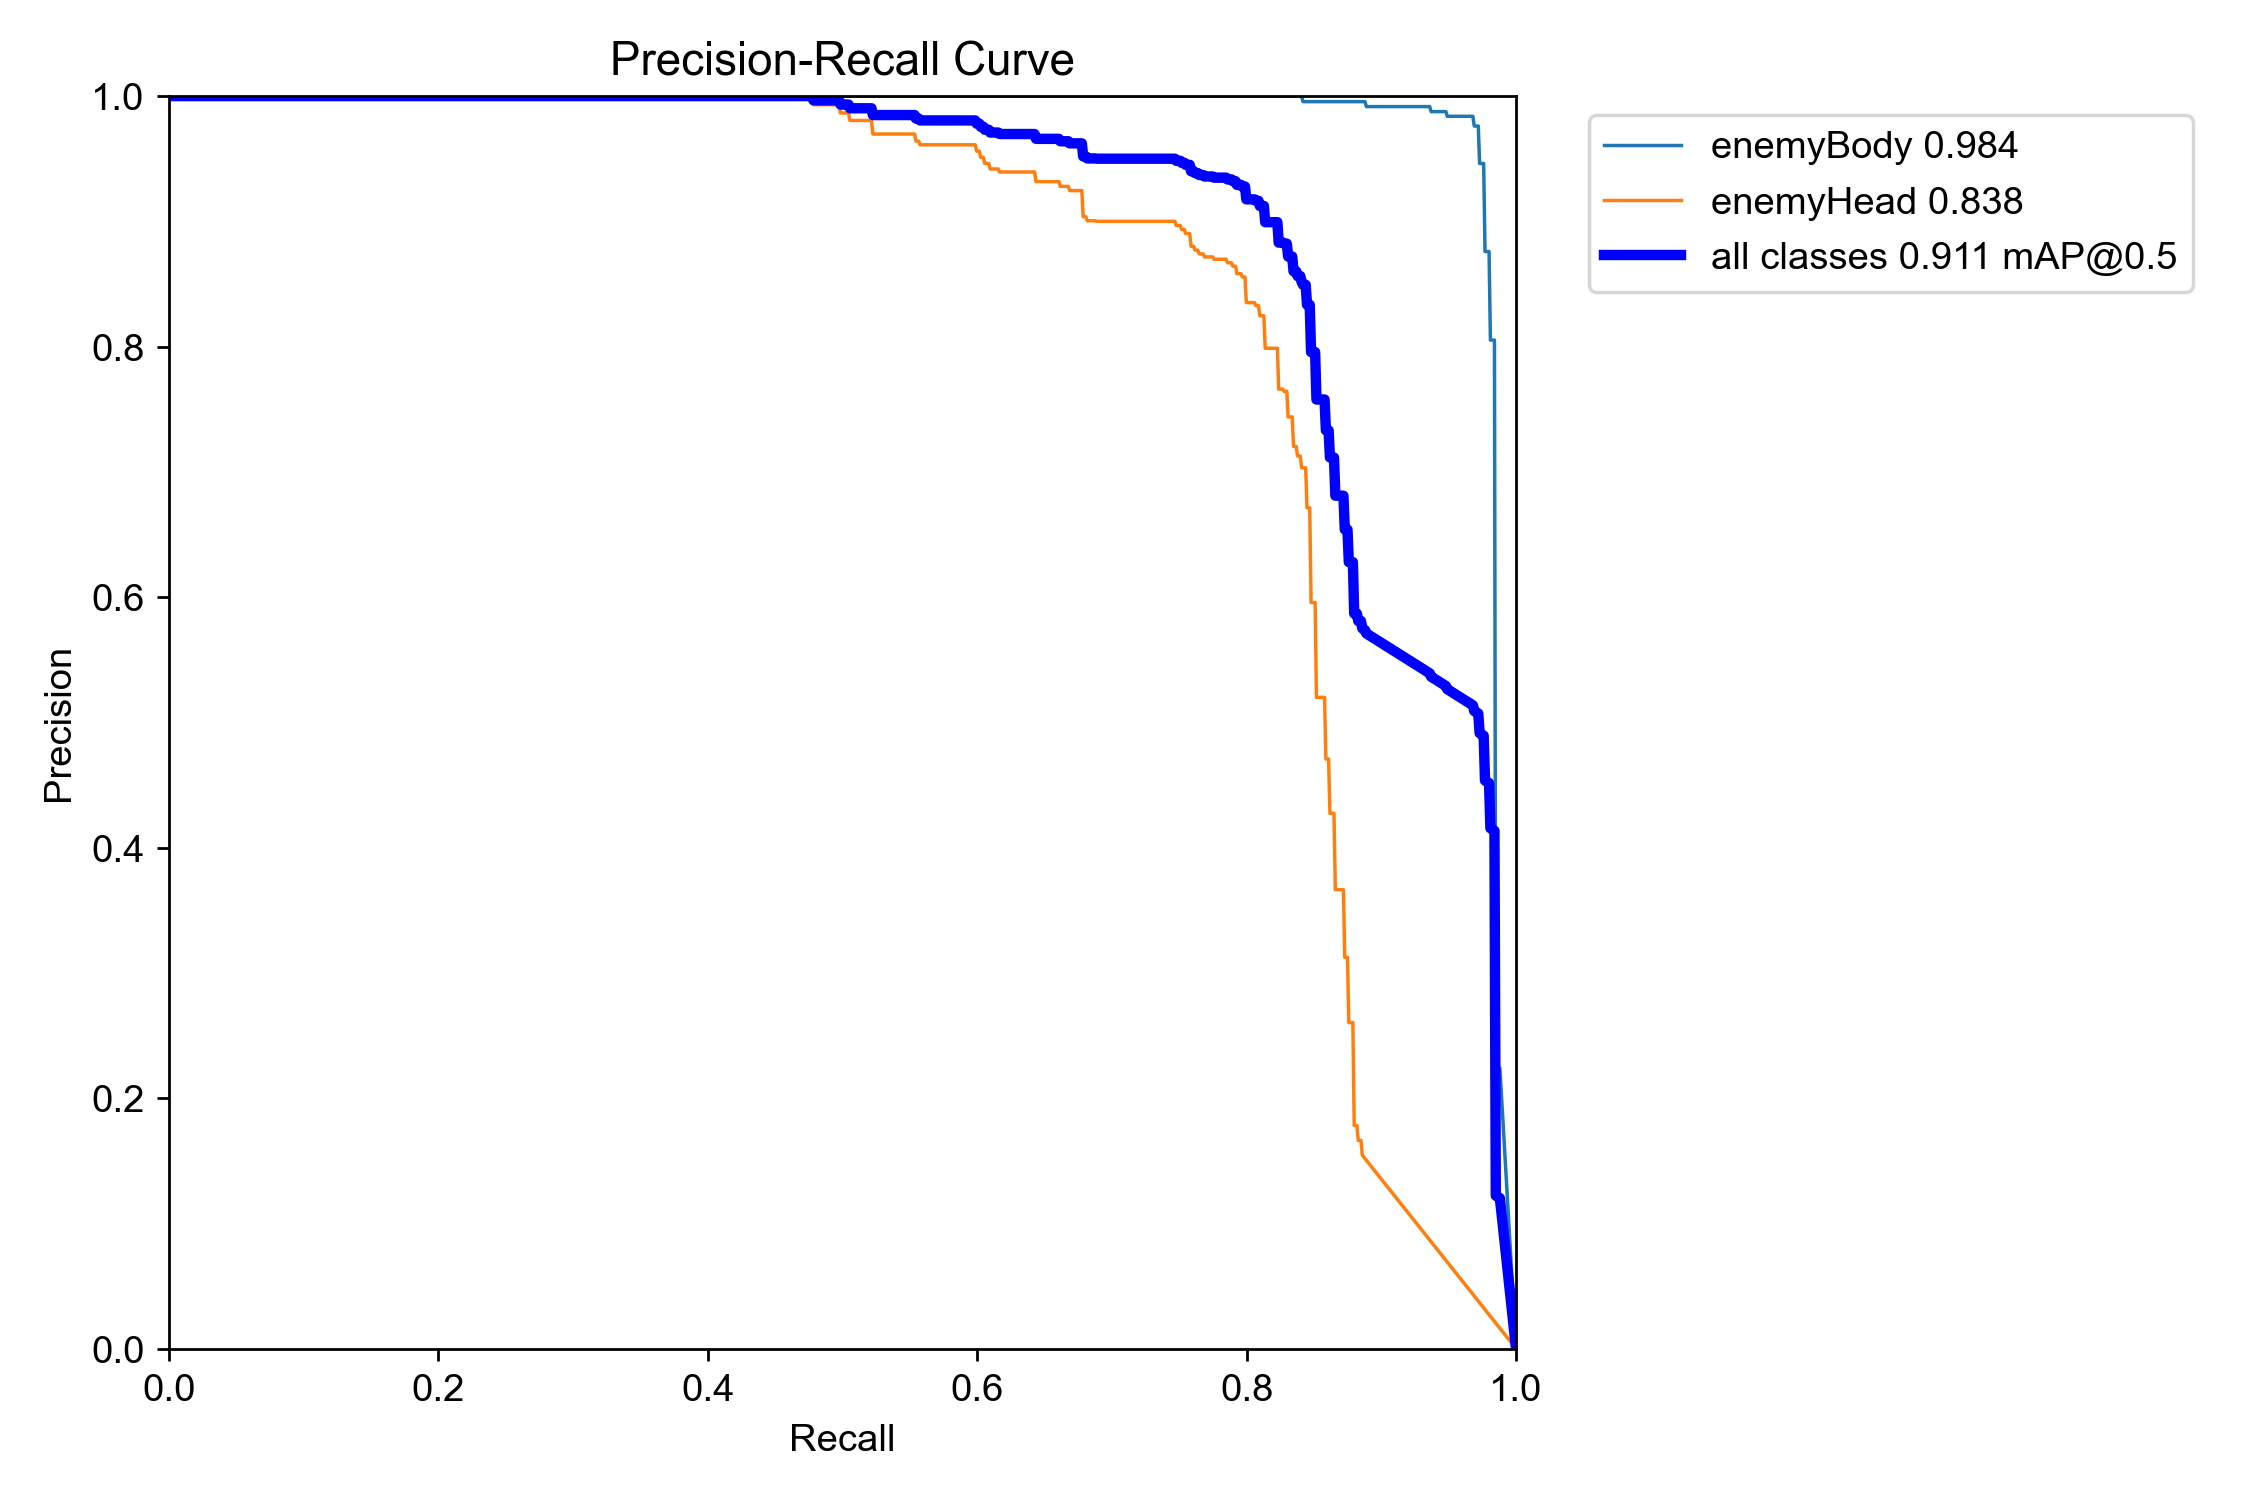 Precision-Recall Curve
1.0
0.8
0.6
0.4
0.2
0.0
Precision
0.0 0.2 0.4 0.6 0.8 1.0
Recall
enemyBody 0.984
enemyHead 0.838
all classes 0.911 mAP@0.5